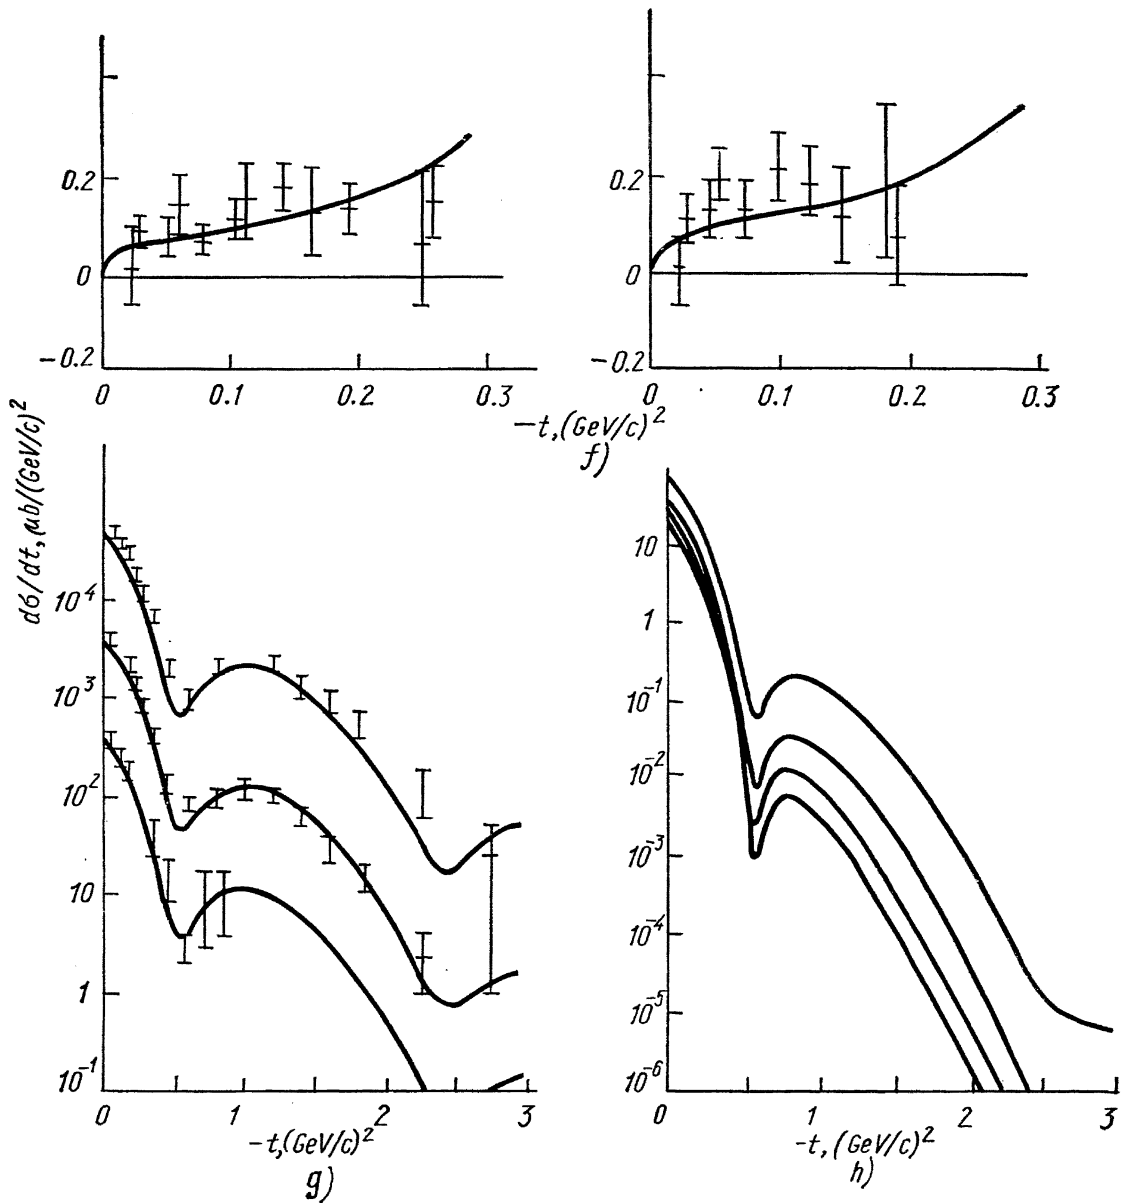 0.2
0
−0.2
0 0.1 0.2 0.3
0.2
0
−0.2
0 0.1 0.2 0.3
−t,(GeV/c)²
f)
dσ/dt, μb/(GeV/c)²
10⁴
10³
10²
10
1
10⁻¹
0 1 2 3
-t,(GeV/c)²
g)
10
1
10⁻¹
10⁻²
10⁻³
10⁻⁴
10⁻⁵
10⁻⁶
0 1 2 3
-t,(GeV/c)²
h)